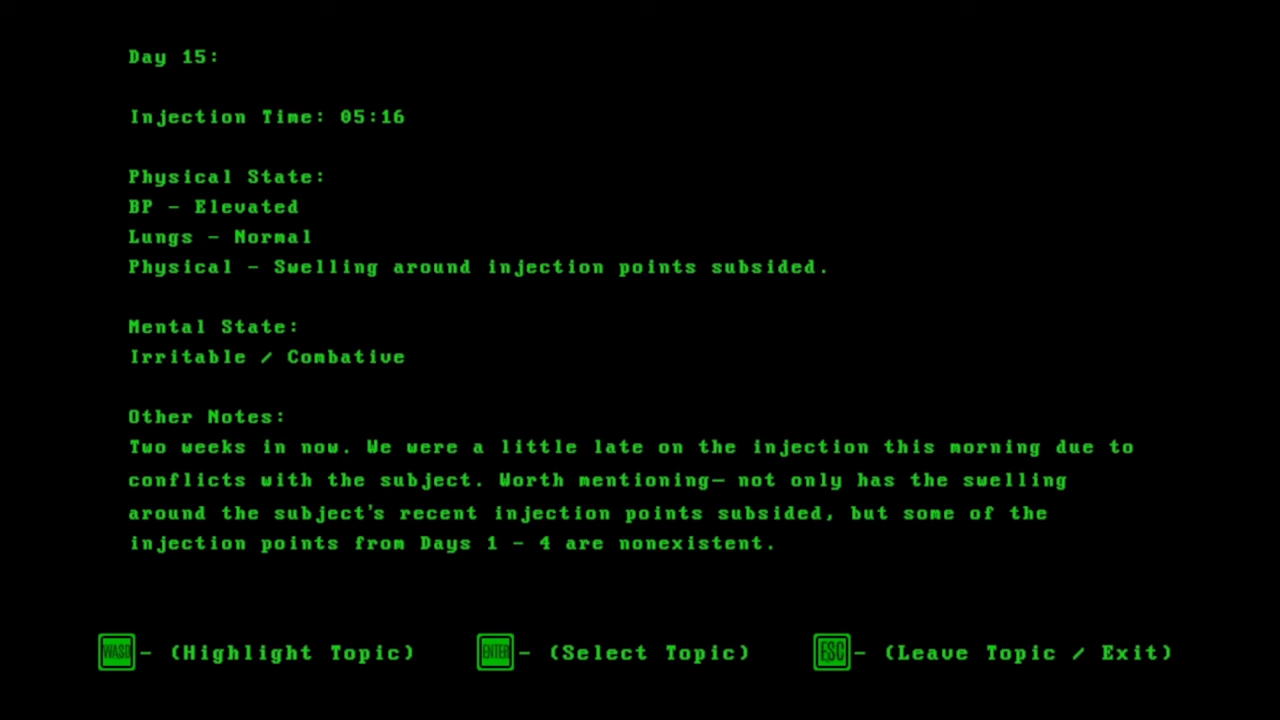 Day 15:
Injection Time: 05:16
Physical State:
BP - Elevated
Lungs - Normal
Physical - Swelling around injection points subsided.
Mental State:
Irritable / Combative
Other Notes:
Two weeks in now. We were a little late on the injection this morning due to
conflicts with the subject. Worth mentioning— not only has the swelling
around the subject's recent injection points subsided, but some of the
injection points from Days 1 - 4 are nonexistent.
WASD - (Highlight Topic) ENTER - (Select Topic) ESC - (Leave Topic / Exit)